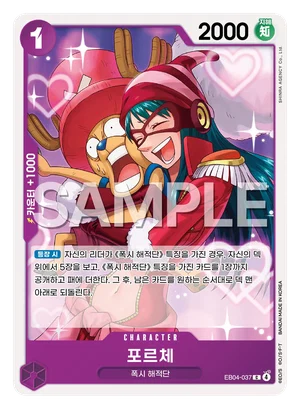 1
2000
지혜
知
카운터 +1000
SAMPLE
등장 시 자신의 리더가 《폭시 해적단》 특징을 가진 경우, 자신의 덱
위에서 5장을 보고, 《폭시 해적단》 특징을 가진 카드를 1장까지
공개하고 패에 더한다. 그 후, 남은 카드를 원하는 순서대로 덱 맨
아래로 되돌린다.
CHARACTER
포르체
폭시 해적단
EB04-037 C
BANDAI MADE IN KOREA